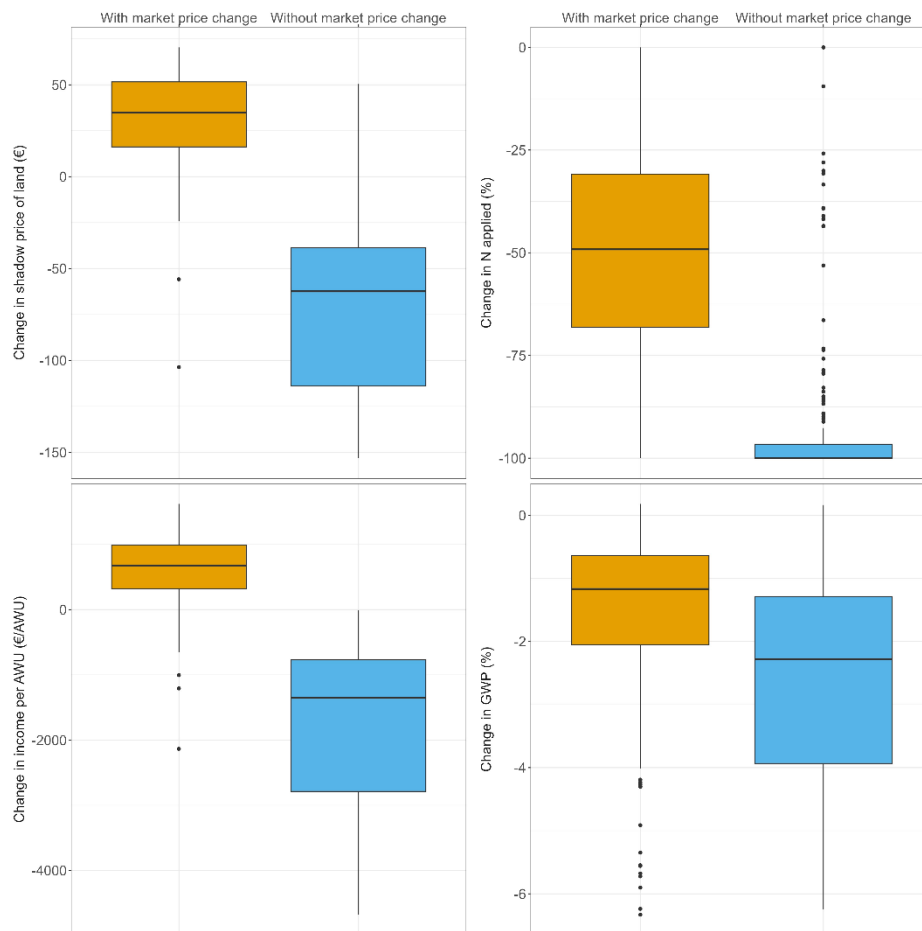 With market price change Without market price change
Change in shadow price of land (€)
50
0
-50
-100
-150
With market price change Without market price change
Change in N applied (%)
0
-25
-50
-75
-100
Change in income per AWU (€/AWU)
0
-2000
-4000
Change in GWP (%)
0
-2
-4
-6